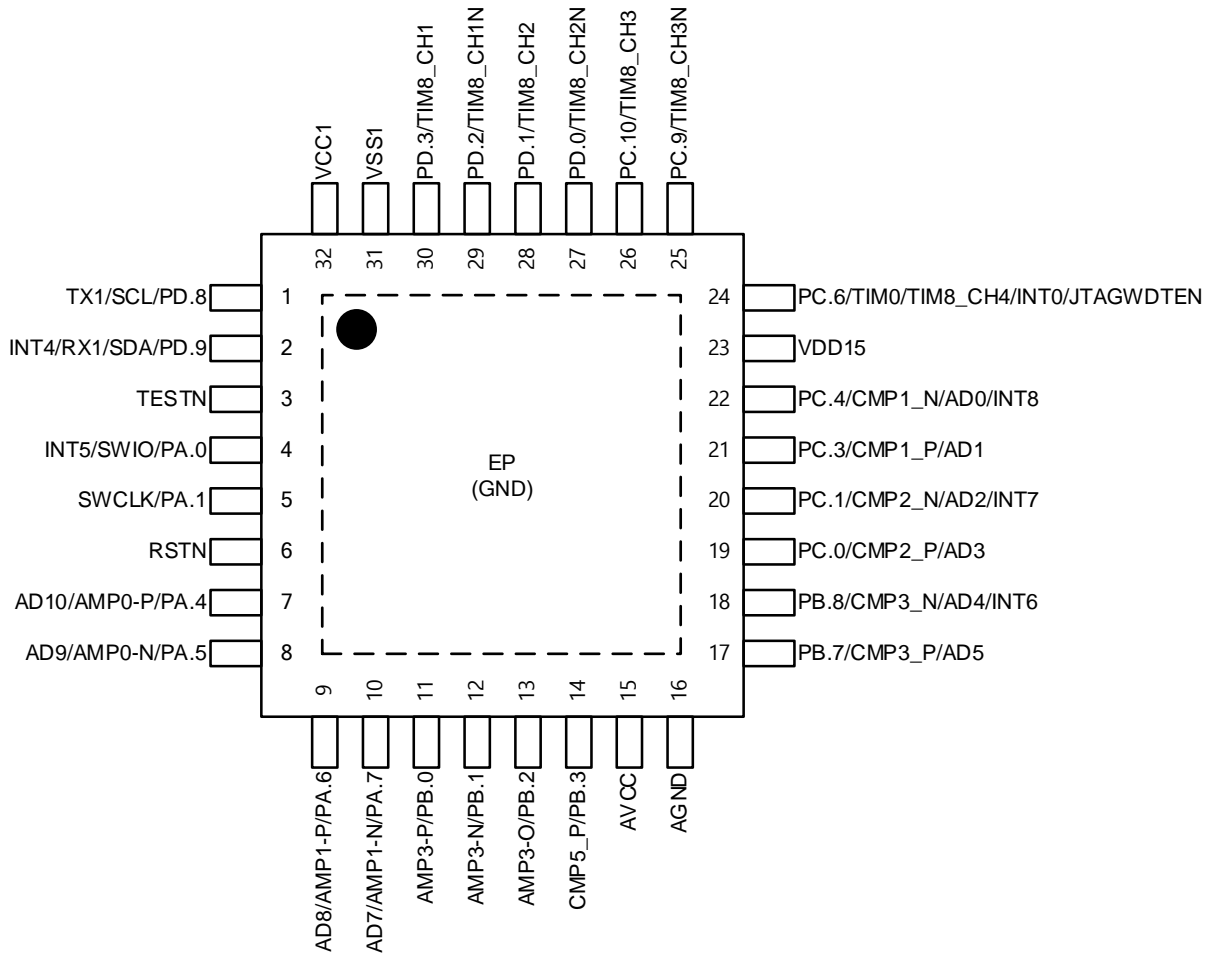 PD.3/TIM8_CH1
PD.2/TIM8_CH1N
PD.1/TIM8_CH2
PD.0/TIM8_CH2N
PC.10/TIM8_CH3
PC.9/TIM8_CH3N
VCC1
VSS1
32
31
30
29
28
27
26
25
TX1/SCL/PD.8
1
INT4/RX1/SDA/PD.9
2
TESTN
3
INT5/SWIO/PA.0
4
SWCLK/PA.1
5
RSTN
6
AD10/AMP0-P/PA.4
7
AD9/AMP0-N/PA.5
8
EP
(GND)
24
PC.6/TIM0/TIM8_CH4/INT0/JTAGWDTEN
23
VDD15
22
PC.4/CMP1_N/AD0/INT8
21
PC.3/CMP1_P/AD1
20
PC.1/CMP2_N/AD2/INT7
19
PC.0/CMP2_P/AD3
18
PB.8/CMP3_N/AD4/INT6
17
PB.7/CMP3_P/AD5
9
10
11
12
13
14
15
16
AD8/AMP1-P/PA.6
AD7/AMP1-N/PA.7
AMP3-P/PB.0
AMP3-N/PB.1
AMP3-O/PB.2
CMP5_P/PB.3
AVCC
AGND